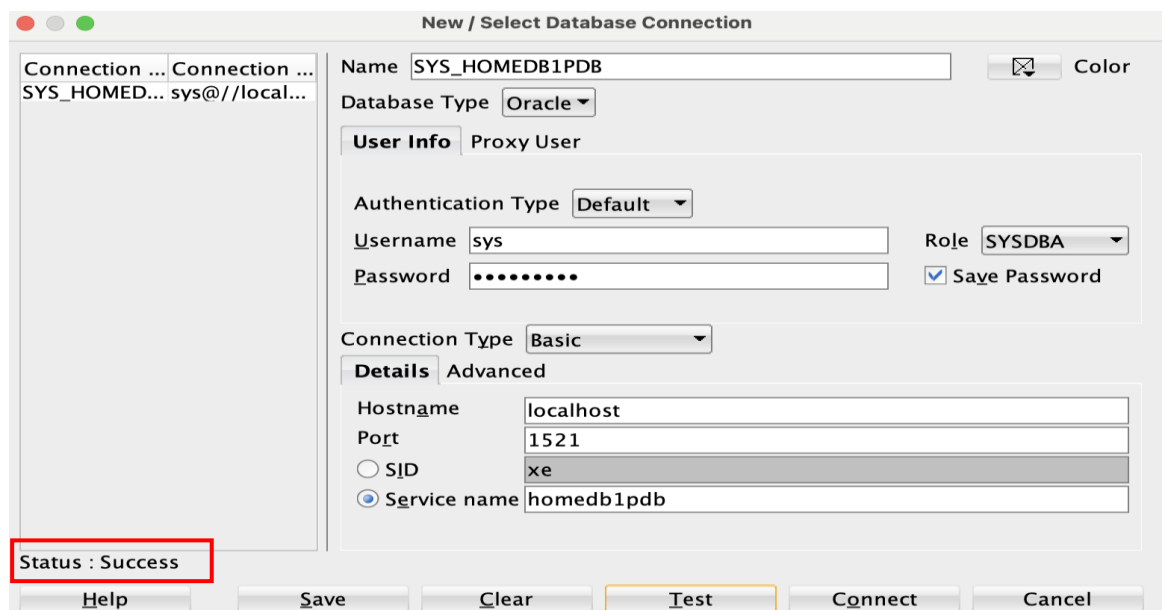 New / Select Database Connection
Connection ... Connection ...
SYS_HOMED... sys@//local...
Name SYS_HOMEDB1PDB Color
Database Type Oracle
User Info Proxy User
Authentication Type Default
Username sys Role SYSDBA
Password ••••••••• Save Password
Connection Type Basic
Details Advanced
Hostname localhost
Port 1521
SID xe
Service name homedb1pdb
Status : Success
Help Save Clear Test Connect Cancel